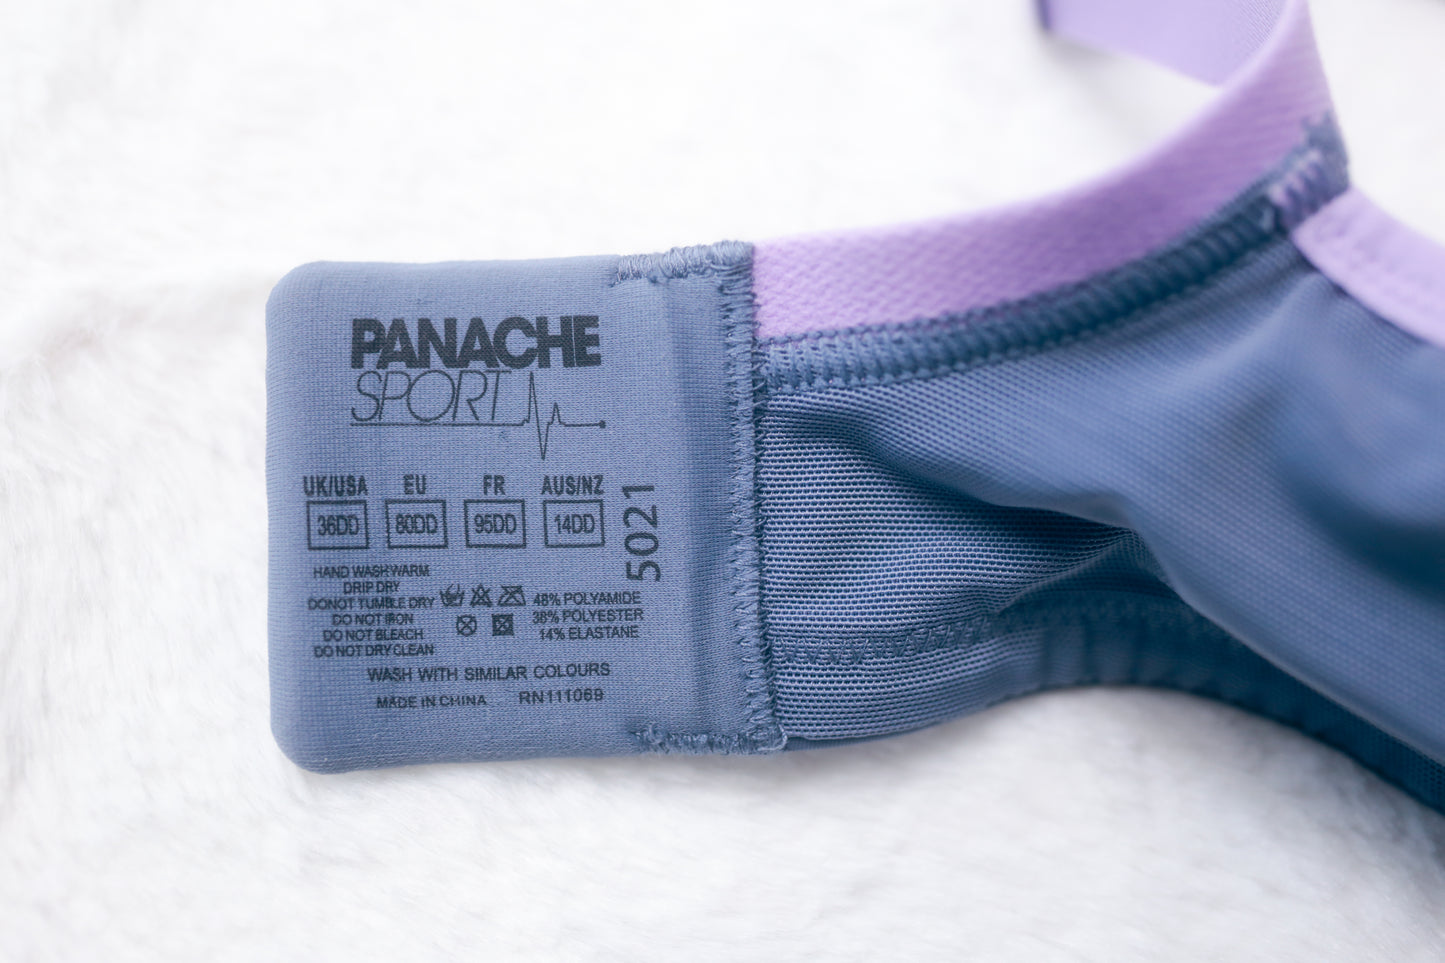 PANACHE
SPORT
UK/USA EU FR AUS/NZ
36DD 80DD 95DD 14DD
5021
HAND WASH WARM
DRIP DRY
DO NOT TUMBLE DRY
DO NOT IRON
DO NOT BLEACH
DO NOT DRY CLEAN
48% POLYAMIDE
38% POLYESTER
14% ELASTANE
WASH WITH SIMILAR COLOURS
MADE IN CHINA RN111069